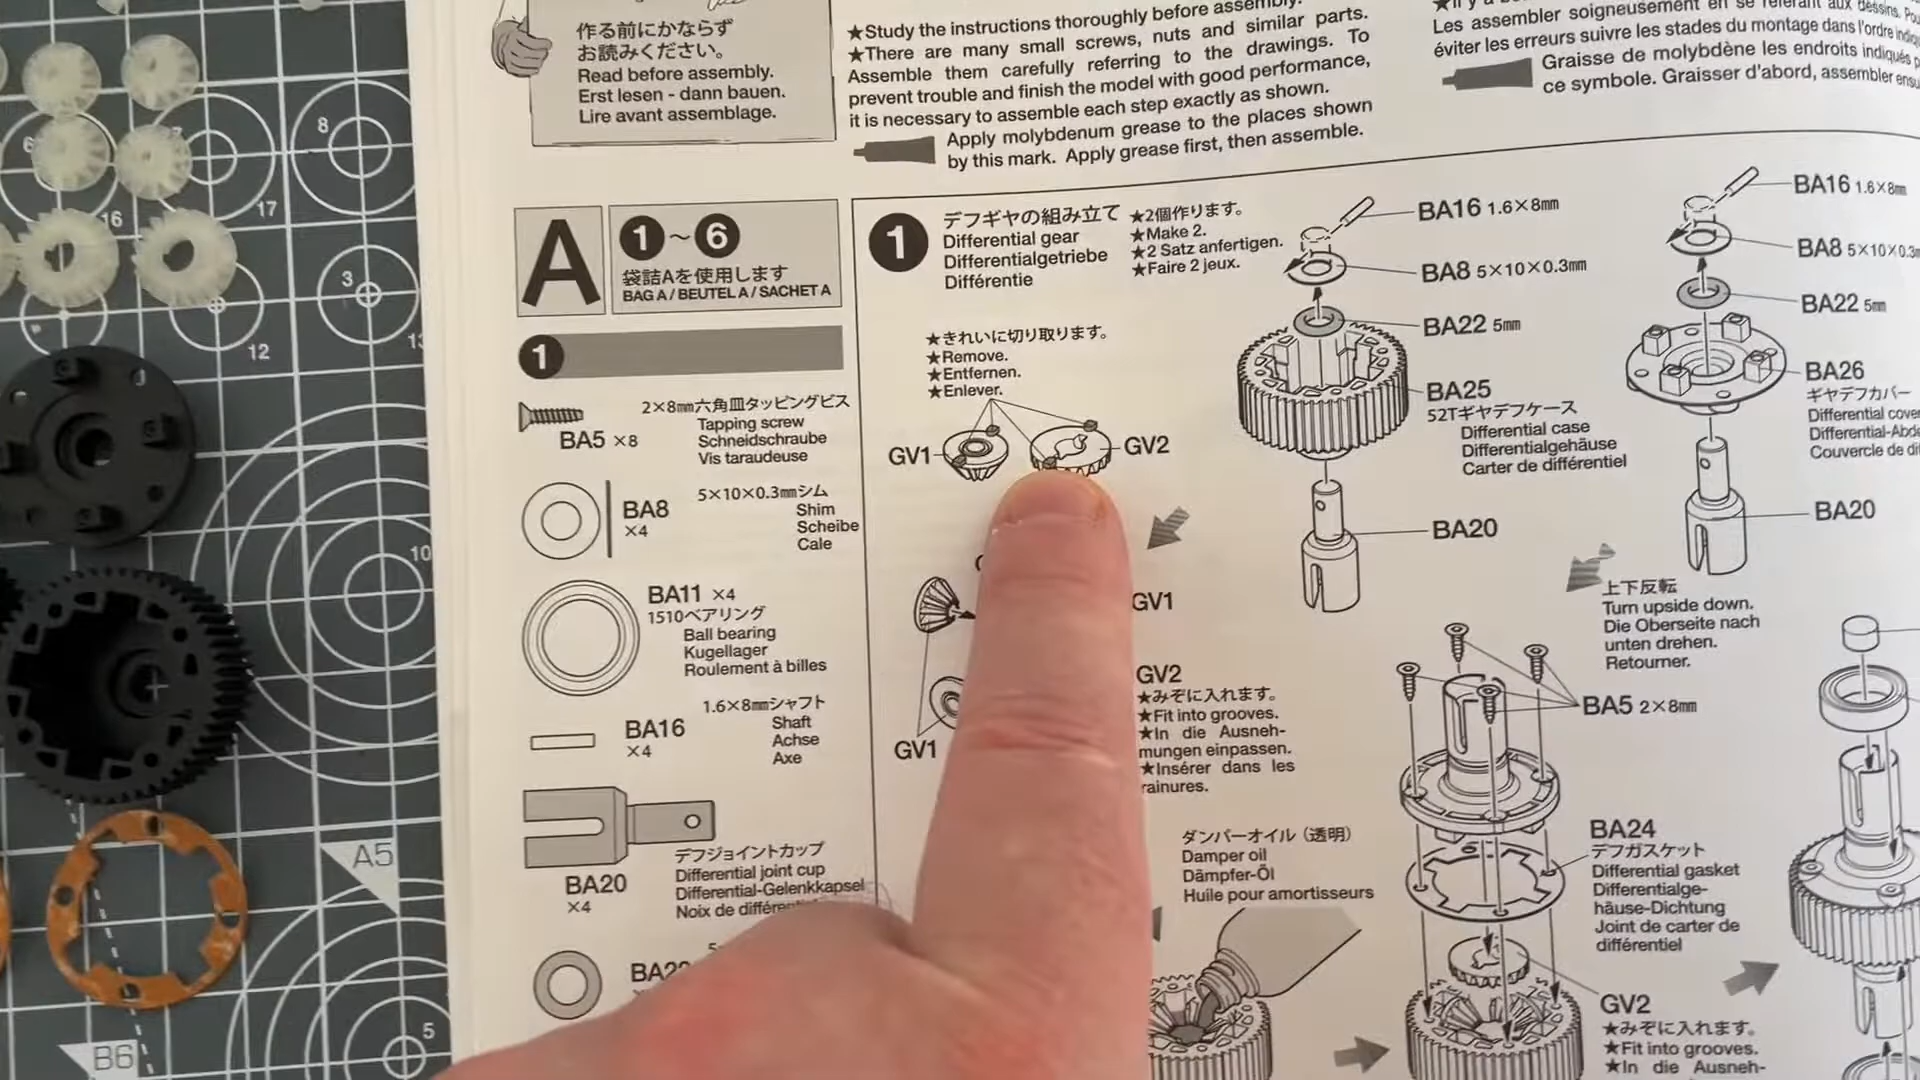 作る前にかならず
お読みください。
Read before assembly.
Erst lesen - dann bauen.
Lire avant assemblage.
★Study the instructions thoroughly before assembly.
★There are many small screws, nuts and similar parts.
Assemble them carefully referring to the drawings. To
prevent trouble and finish the model with good performance,
it is necessary to assemble each step exactly as shown.
Apply molybdenum grease to the places shown
by this mark. Apply grease first, then assemble.
Les assembler soigneusement en se référant aux dessins.
éviter les erreurs suivre les stades du montage dans l'ordre
Graisse de molybdène les endroits indiqués
ce symbole. Graisser d'abord, assembler
A
1~6
袋詰Aを使用します
BAG A / BEUTEL A / SACHET A
1
2×8mm六角皿タッピングビス
Tapping screw
Schneidschraube
Vis taraudeuse
BA5 ×8
5×10×0.3mmシム
Shim
Scheibe
Cale
BA8
×4
BA11 ×4
1510ベアリング
Ball bearing
Kugellager
Roulement à billes
1.6×8mmシャフト
Shaft
Achse
Axe
BA16
×4
デフジョイントカップ
Differential joint cup
Differential-Gelenkkapsel
Noix de
BA20
×4
1
デフギヤの組み立て
Differential gear
Differentialgetriebe
Différentie
★2個作ります。
★Make 2.
★2 Satz anfertigen.
★Faire 2 jeux.
★きれいに切り取ります。
★Remove.
★Entfernen.
★Enlever.
GV1
GV2
GV1
GV1
GV2
★みぞに入れます。
★Fit into grooves.
★In die Ausneh-
mungen einpassen.
★Insérer dans les
rainures.
BA16 1.6×8mm
BA8 5×10×0.3mm
BA22 5mm
BA25
52Tギヤデフケース
Differential case
Differentialgehäuse
Carter de différentiel
BA20
BA16 1.6×8mm
BA8
BA22 5mm
BA26
ギヤデフカバー
Differential
Couvercle de
BA20
上下反転
Turn upside down.
Die Oberseite nach
unten drehen.
Retourner.
BA5 2×8mm
ダンパーオイル（透明）
Damper oil
Dämpfer-Öl
Huile pour amortisseurs
BA24
デフガスケット
Differential gasket
Differentialge-
häuse-Dichtung
Joint de carter de
différentiel
GV2
★みぞに入れます。
★Fit into grooves.
★In die Ausneh-
8
16
17
3
12
10
A5
5
B6